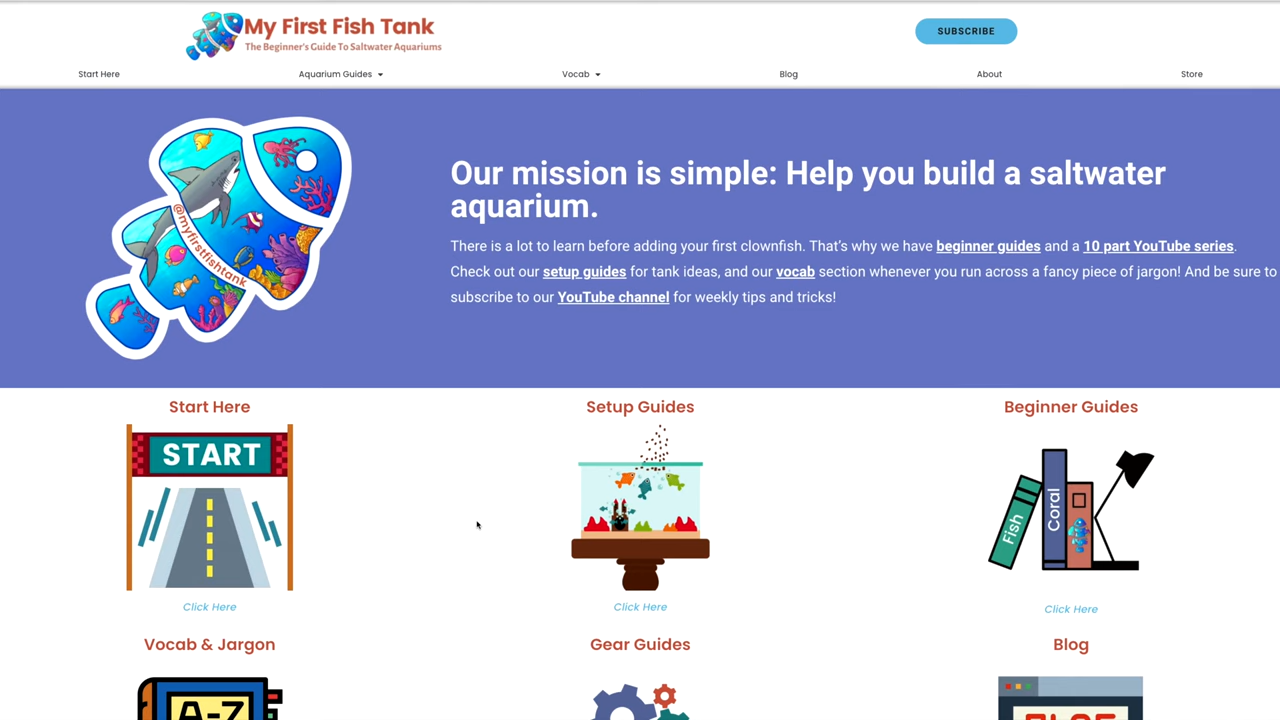 My First Fish Tank
The Beginner's Guide To Saltwater Aquariums
SUBSCRIBE
Start Here
Aquarium Guides
Vocab
Blog
About
Store
@myfirstfishtank
Our mission is simple: Help you build a saltwater
aquarium.
There is a lot to learn before adding your first clownfish. That's why we have beginner guides and a 10 part YouTube series.
Check out our setup guides for tank ideas, and our vocab section whenever you run across a fancy piece of jargon! And be sure to
subscribe to our YouTube channel for weekly tips and tricks!
Start Here
Setup Guides
Beginner Guides
START
Fish
Coral
Click Here
Click Here
Click Here
Vocab & Jargon
Gear Guides
Blog
A-Z
BLOG